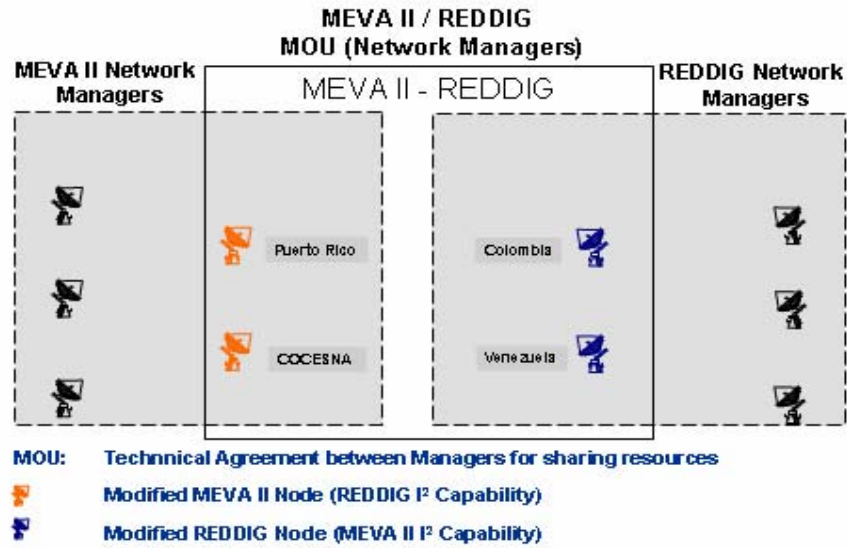 MEVA II / REDDIG
MOU (Network Managers)
MEVA II Network
Managers
MEVA II - REDDIG
REDDIG Network
Managers
Puerto Rico
Colombia
COCESNA
Venezuela
MOU: Technnical Agreement between Managers for sharing resources
Modified MEVA II Node (REDDIG I² Capability)
Modified REDDIG Node (MEVA II I² Capability)